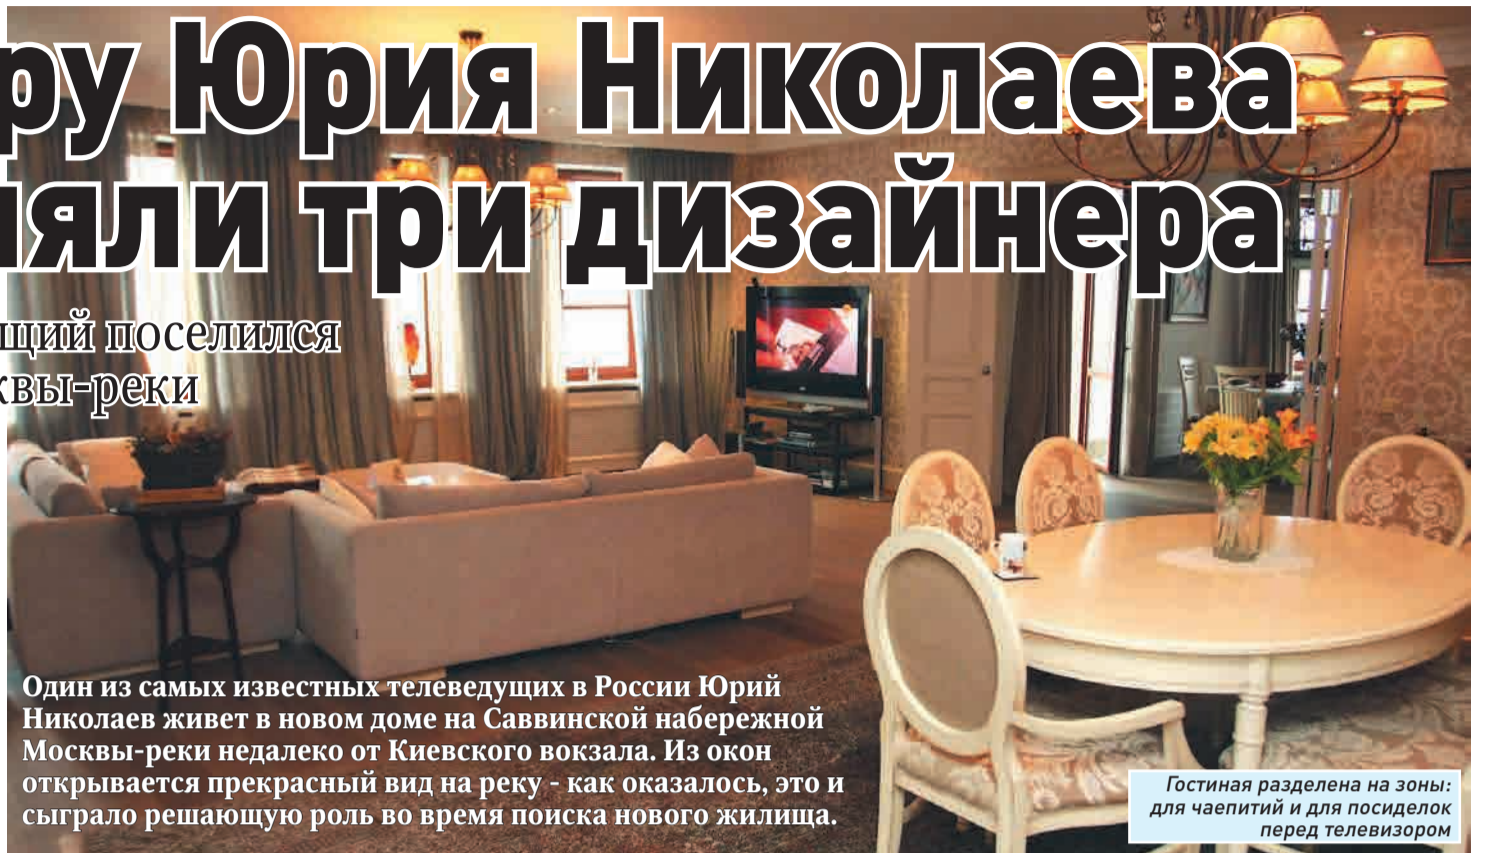 ру Юрия Николаева
няли три дизайнера
щий поселился
квы-реки
Один из самых известных телеведущих в России Юрий
Николаев живет в новом доме на Саввинской набережной
Москвы-реки недалеко от Киевского вокзала. Из окон
открывается прекрасный вид на реку - как оказалось, это и
сыграло решающую роль во время поиска нового жилища.
Гостиная разделена на зоны:
для чаепитий и для посиделок
перед телевизором